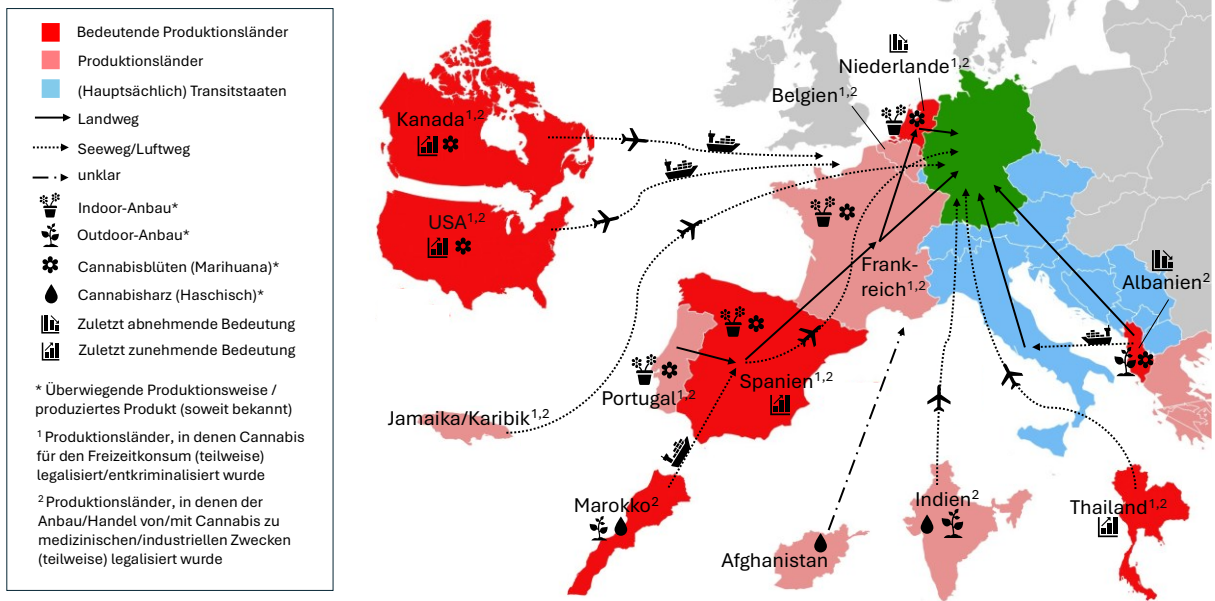 Bedeutende Produktionsländer
Produktionsländer
(Hauptsächlich) Transitstaaten
Landweg
Seeweg/Luftweg
unklar
Indoor-Anbau*
Outdoor-Anbau*
Cannabisblüten (Marihuana)*
Cannabisharz (Haschisch)*
Zuletzt abnehmende Bedeutung
Zuletzt zunehmende Bedeutung
* Überwiegende Produktionsweise /
produziertes Produkt (soweit bekannt)
¹ Produktionsländer, in denen Cannabis
für den Freizeitkonsum (teilweise)
legalisiert/entkriminalisiert wurde
² Produktionsländer, in denen der
Anbau/Handel von/mit Cannabis zu
medizinischen/industriellen Zwecken
(teilweise) legalisiert wurde
Niederlande¹,²
Belgien¹,²
Kanada¹,²
USA¹,²
Frank-
reich¹,²
Albanien²
Spanien¹,²
Portugal¹,²
Jamaika/Karibik¹,²
Marokko²
Afghanistan
Indien²
Thailand¹,²